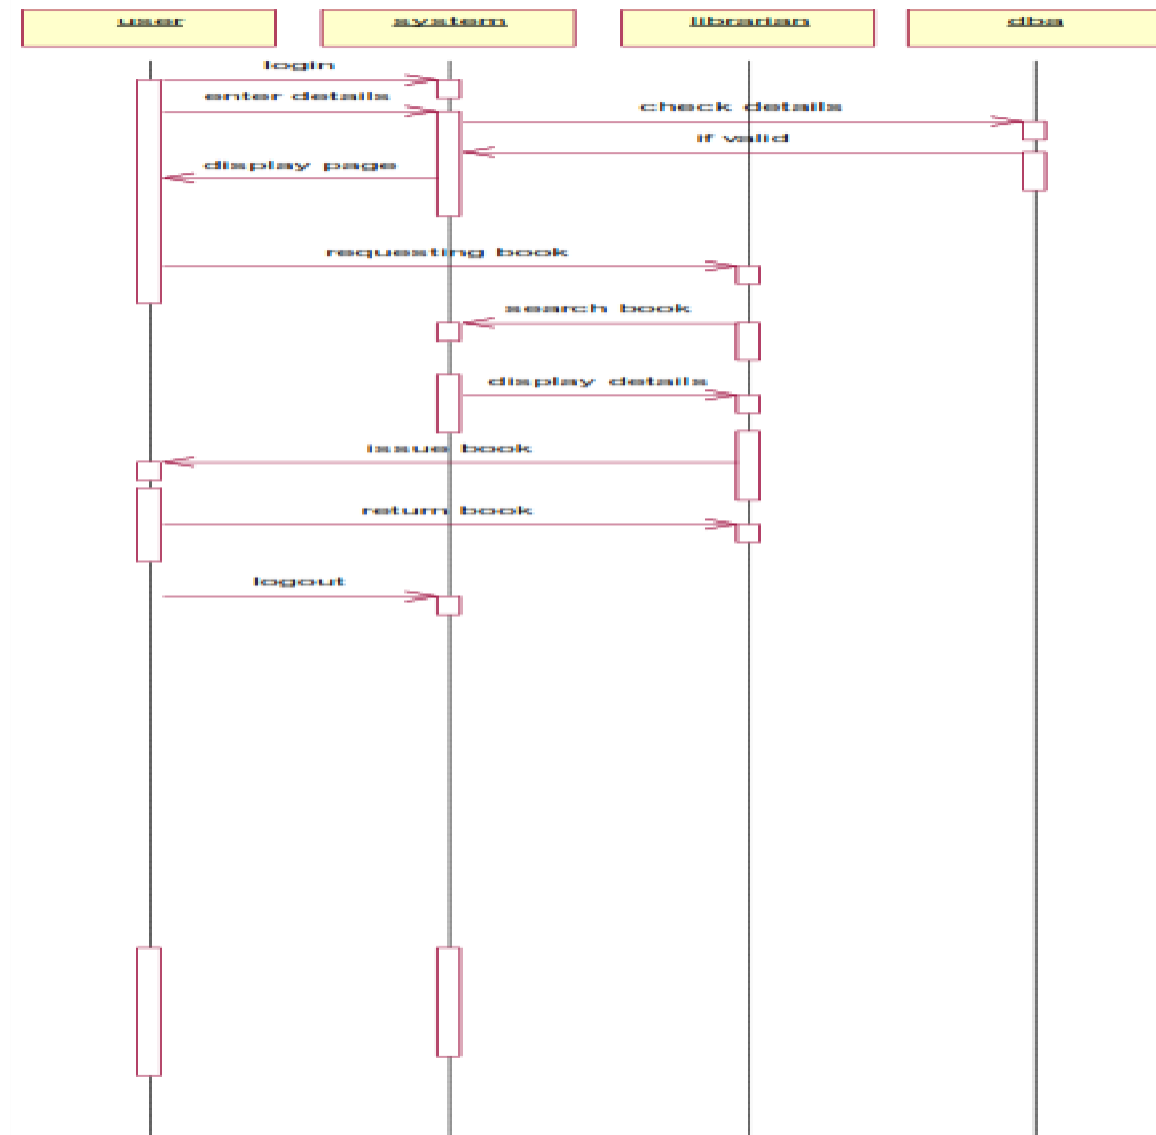 user
system
librarian
dba
login
enter details
check details
if valid
display page
requesting book
search book
display details
issue book
return book
logout